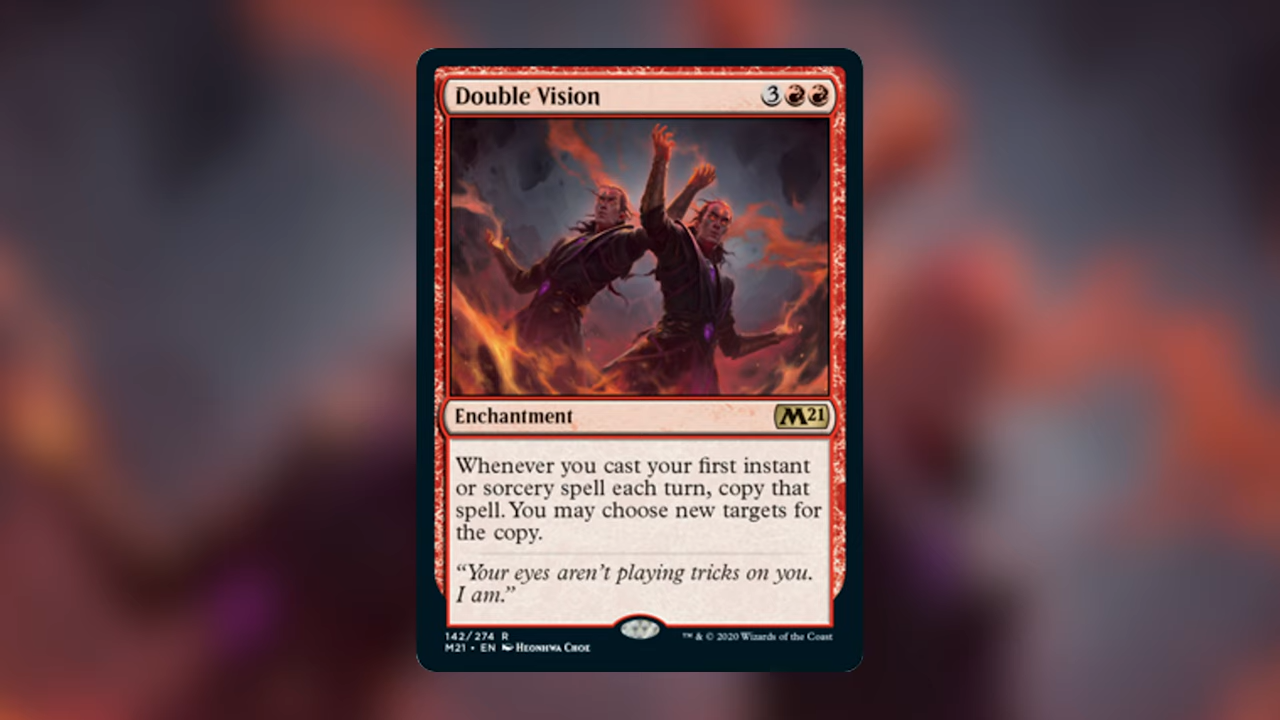 Double Vision 3
Enchantment M21
Whenever you cast your first instant
or sorcery spell each turn, copy that
spell. You may choose new targets for
the copy.
“Your eyes aren’t playing tricks on you.
I am.”
142/274 R ™ & © 2020 Wizards of the Coast
M21 • EN Heonhwa Choe